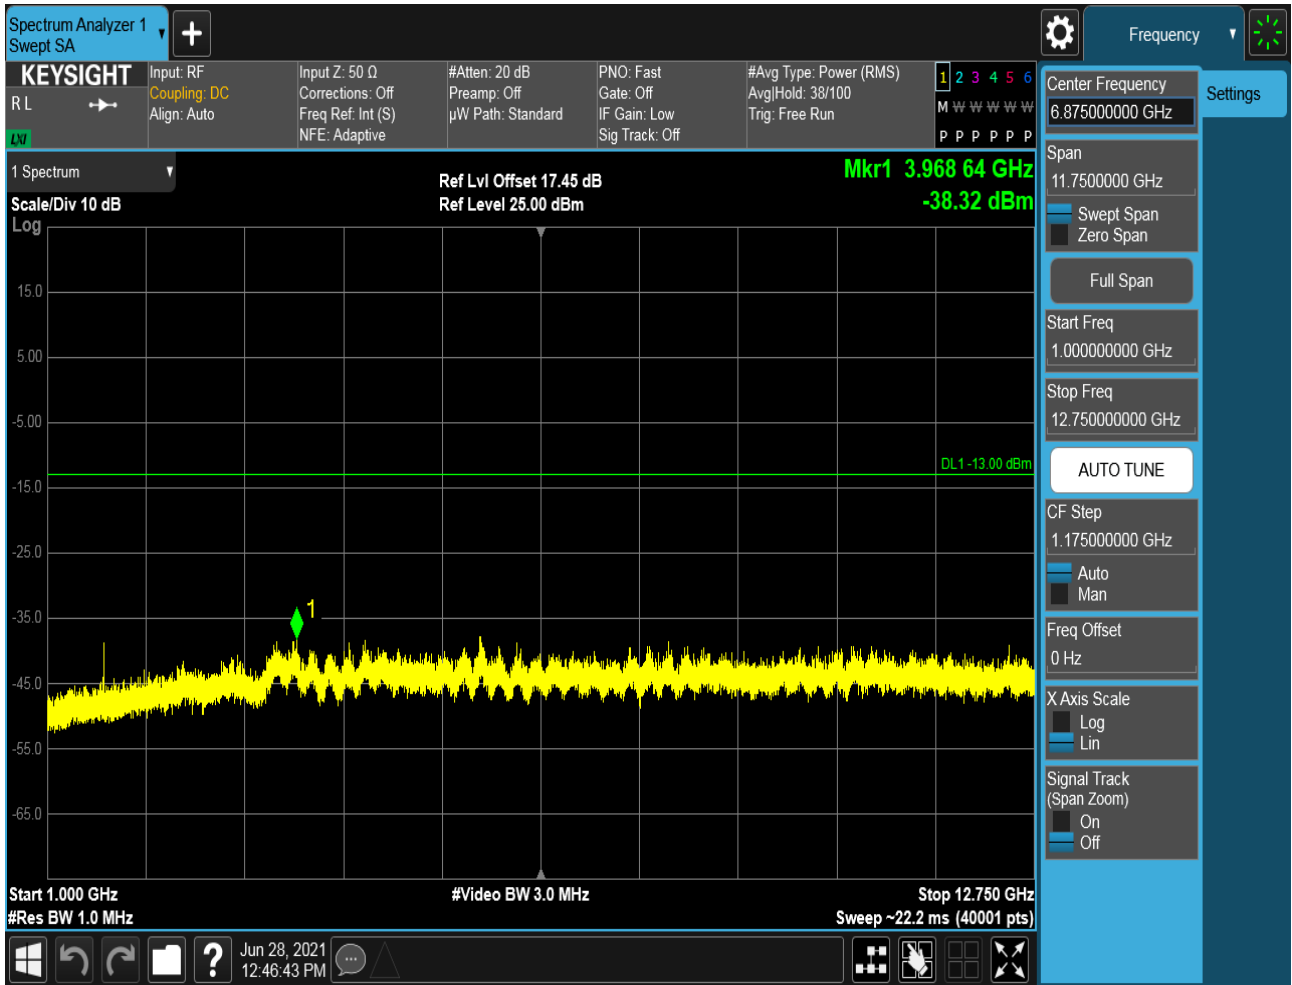 Spectrum Analyzer 1
Swept SA
Frequency
KEYSIGHT
R L
LXI
Input: RF
Coupling: DC
Align: Auto
Input Z: 50 Ω
Corrections: Off
Freq Ref: Int (S)
NFE: Adaptive
#Atten: 20 dB
Preamp: Off
µW Path: Standard
PNO: Fast
Gate: Off
IF Gain: Low
Sig Track: Off
#Avg Type: Power (RMS)
Avg|Hold: 38/100
Trig: Free Run
1 2 3 4 5 6
M W W W W W
P P P P P P
1 Spectrum
Scale/Div 10 dB
Log
Ref Lvl Offset 17.45 dB
Ref Level 25.00 dBm
Mkr1 3.968 64 GHz
-38.32 dBm
15.0
5.00
-5.00
-15.0
-25.0
-35.0
-45.0
-55.0
-65.0
DL1 -13.00 dBm
1
Start 1.000 GHz
#Res BW 1.0 MHz
#Video BW 3.0 MHz
Stop 12.750 GHz
Sweep ~22.2 ms (40001 pts)
Jun 28, 2021
12:46:43 PM
Center Frequency
6.875000000 GHz
Settings
Span
11.7500000 GHz
Swept Span
Zero Span
Full Span
Start Freq
1.000000000 GHz
Stop Freq
12.750000000 GHz
AUTO TUNE
CF Step
1.175000000 GHz
Auto
Man
Freq Offset
0 Hz
X Axis Scale
Log
Lin
Signal Track
(Span Zoom)
On
Off